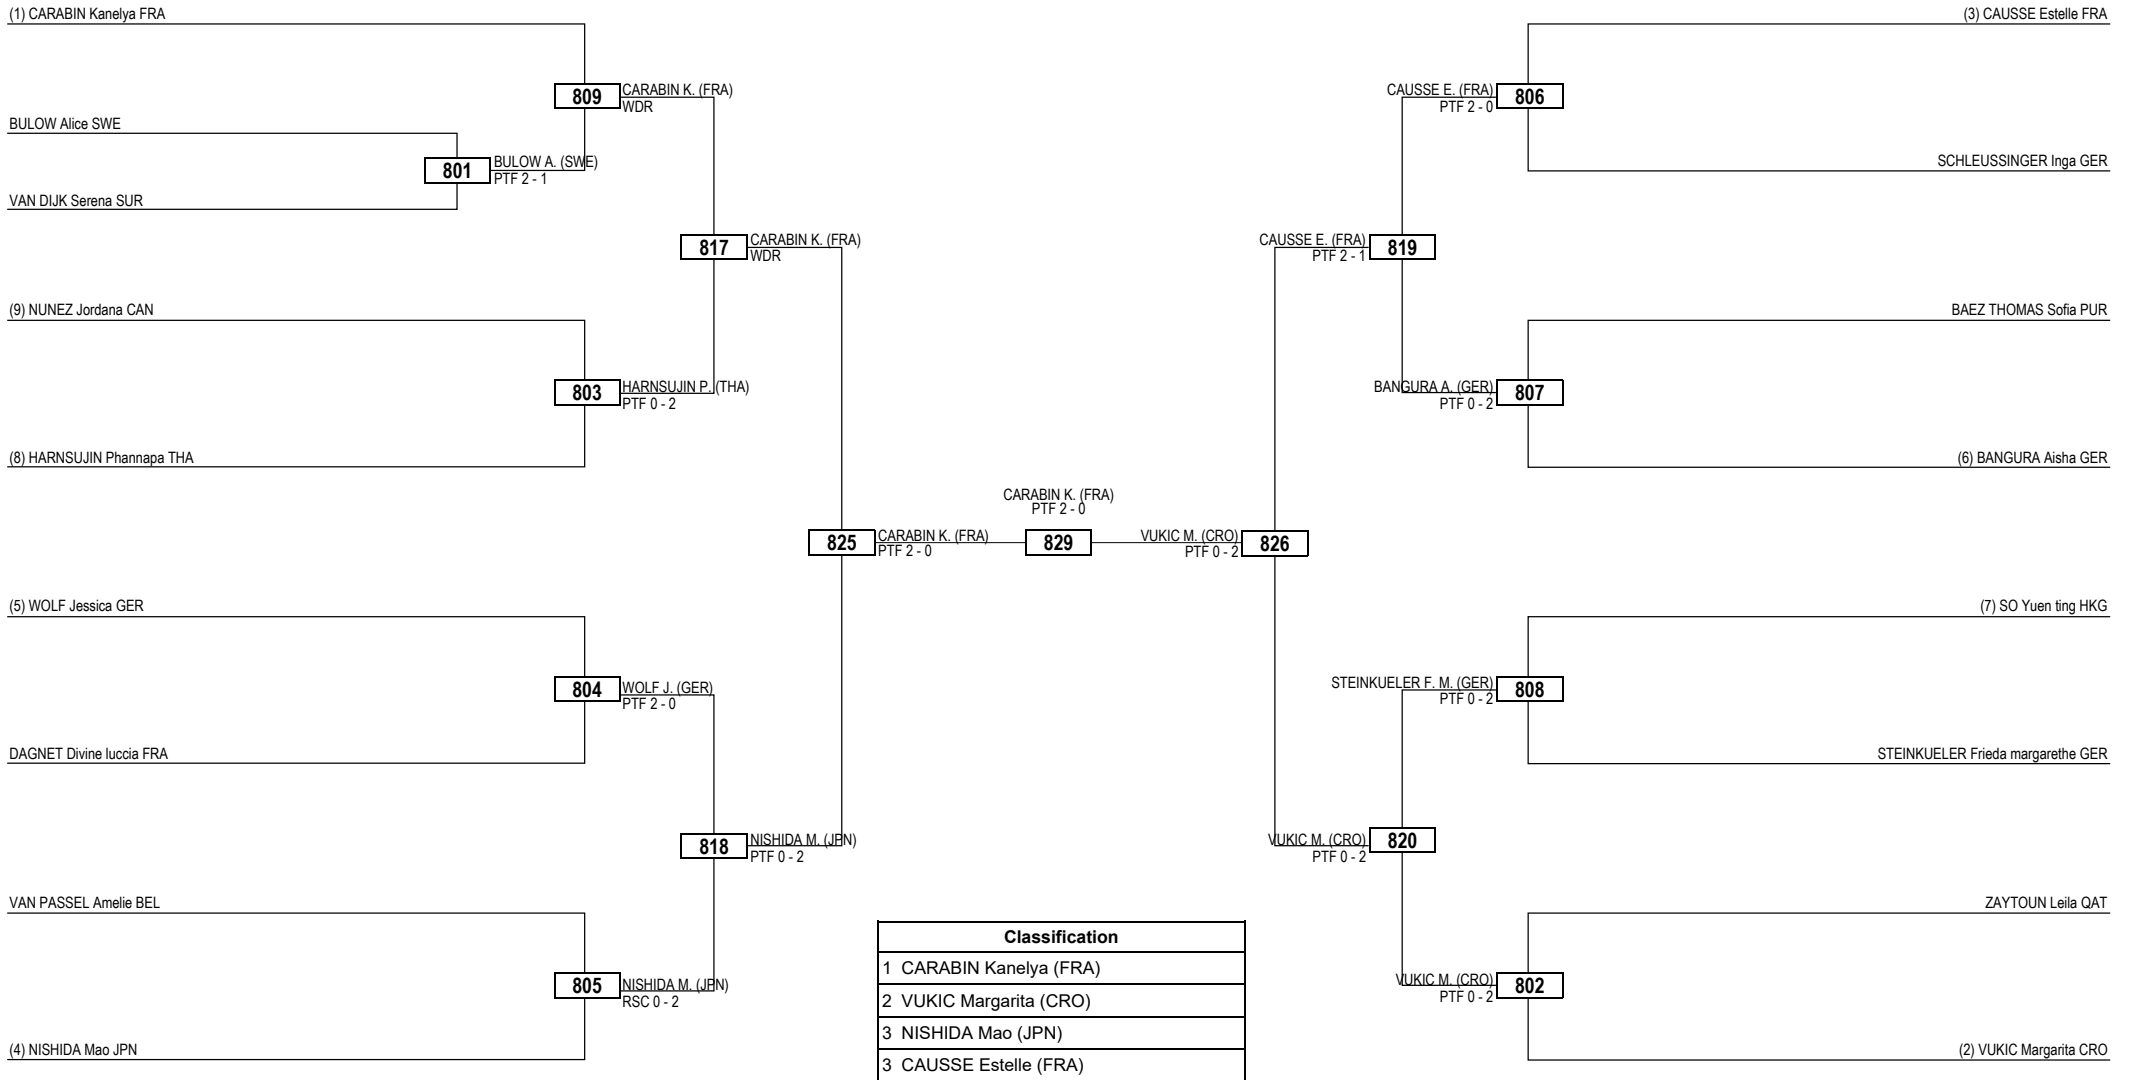 (1) CARABIN Kanelya FRA
809
CARABIN K. (FRA)
WDR
BULOW Alice SWE
801
BULOW A. (SWE)
PTF 2 - 1
VAN DIJK Serena SUR
817
CARABIN K. (FRA)
WDR
(9) NUNEZ Jordana CAN
803
HARNSUJIN P. (THA)
PTF 0 - 2
(8) HARNSUJIN Phannapa THA
825
CARABIN K. (FRA)
PTF 2 - 0
(5) WOLF Jessica GER
804
WOLF J. (GER)
PTF 2 - 0
DAGNET Divine luccia FRA
818
NISHIDA M. (JPN)
PTF 0 - 2
VAN PASSEL Amelie BEL
805
NISHIDA M. (JPN)
RSC 0 - 2
(4) NISHIDA Mao JPN
CARABIN K. (FRA)
PTF 2 - 0
829
(3) CAUSSE Estelle FRA
CAUSSE E. (FRA)
PTF 2 - 0
806
SCHLEUSSINGER Inga GER
CAUSSE E. (FRA)
PTF 2 - 1
819
BAEZ THOMAS Sofia PUR
BANGURA A. (GER)
PTF 0 - 2
807
(6) BANGURA Aisha GER
VUKIC M. (CRO)
PTF 0 - 2
826
(7) SO Yuen ting HKG
STEINKUELER F. M. (GER)
PTF 0 - 2
808
STEINKUELER Frieda margarethe GER
VUKIC M. (CRO)
PTF 0 - 2
820
ZAYTOUN Leila QAT
VUKIC M. (CRO)
PTF 0 - 2
802
(2) VUKIC Margarita CRO
Classification
1 CARABIN Kanelya (FRA)
2 VUKIC Margarita (CRO)
3 NISHIDA Mao (JPN)
3 CAUSSE Estelle (FRA)